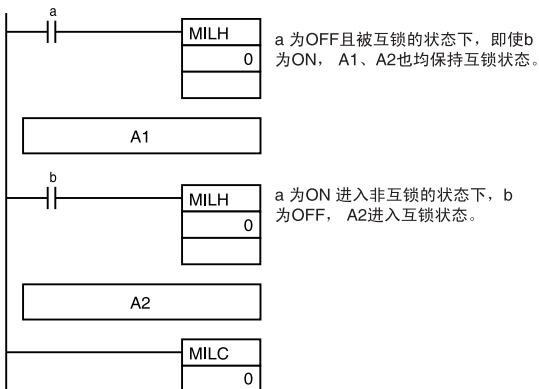 a
MILH
0
a 为OFF且被互锁的状态下，即使b
为ON， A1、A2也均保持互锁状态。
A1
b
MILH
0
a 为ON 进入非互锁的状态下，b
为OFF， A2进入互锁状态。
A2
MILC
0